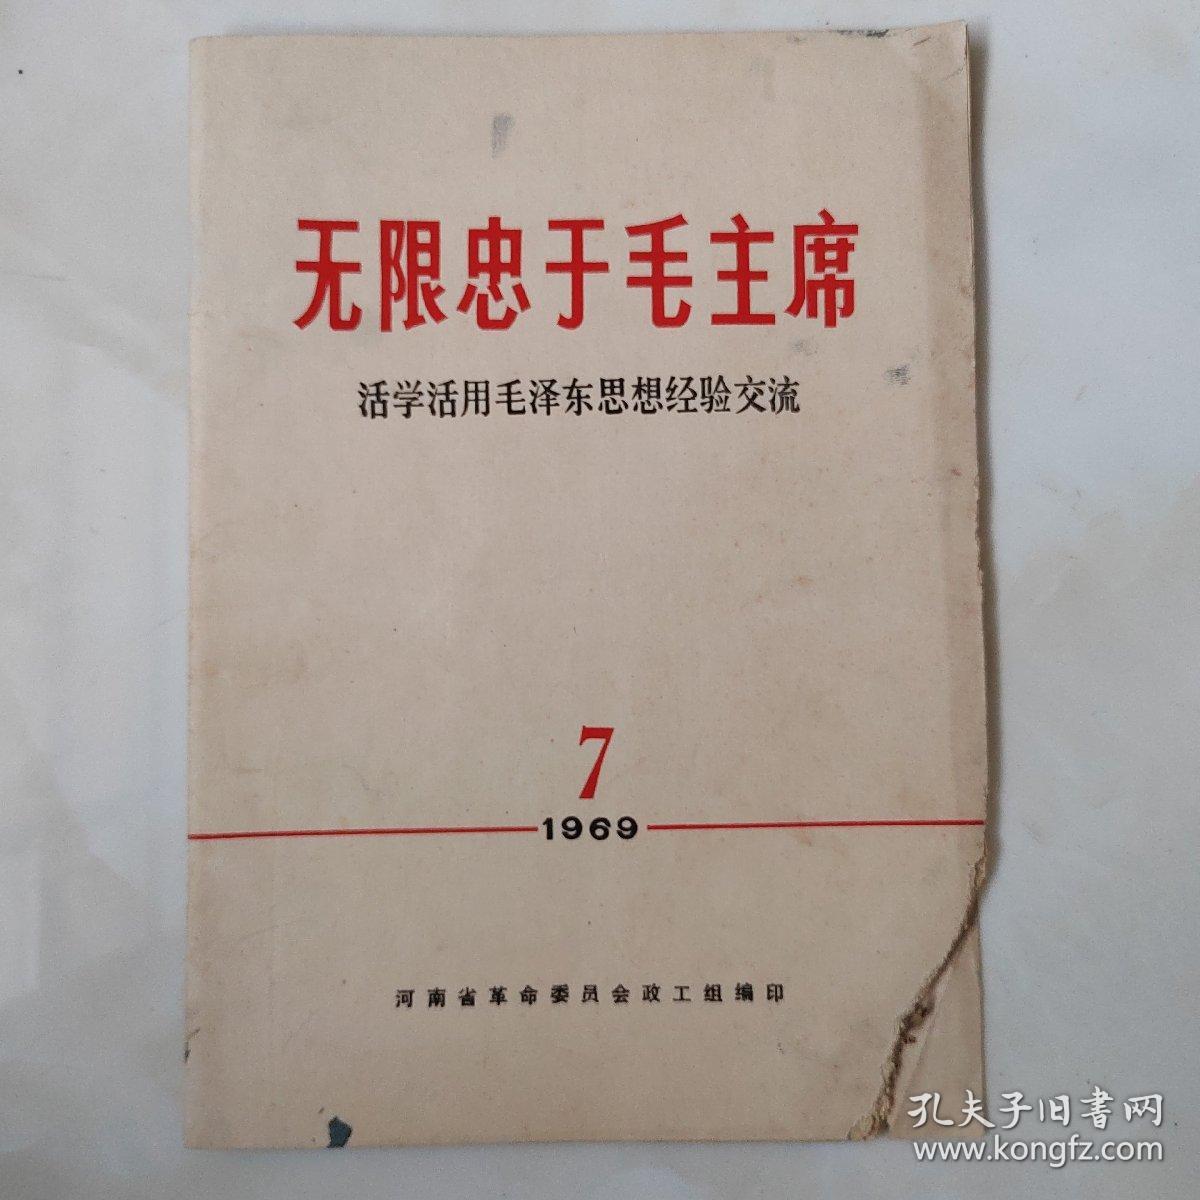 无限忠于毛主席
活学活用毛泽东思想经验交流
7
1969
河南省革命委员会政工组编印
孔夫子旧书网
www.kongfz.com